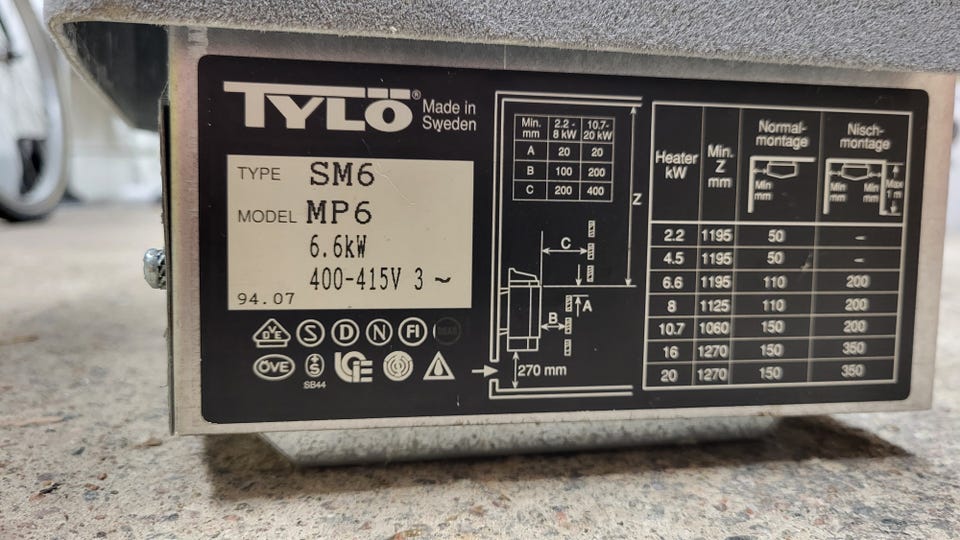 TYLÖ® Made in Sweden
TYPE SM6
MODEL MP6
6.6kW
400-415V 3 ~
94.07
VDE S D N FI
ÖVE S
SB44
Min. mm 2.2-8 kW 10.7-20 kW
A 20 20
B 100 200
C 200 400
Z
C
A
B
270 mm
Heater kW Min. Z mm Normal-montage Nisch-montage
Min mm Min mm Min mm Max 1 m
2.2 1195 50 -
4.5 1195 50 -
6.6 1195 110 200
8 1125 110 200
10.7 1060 150 200
16 1270 150 350
20 1270 150 350